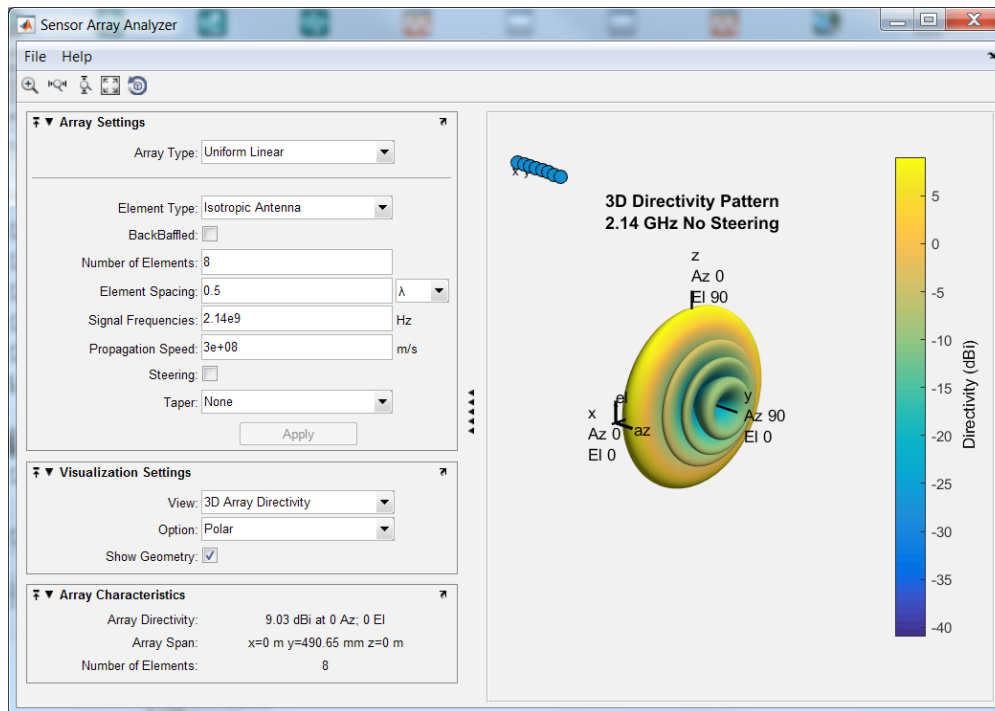 Sensor Array Analyzer
File Help
Array Settings
Array Type: Uniform Linear
Element Type: Isotropic Antenna
BackBaffled:
Number of Elements: 8
Element Spacing: 0.5 λ
Signal Frequencies: 2.14e9 Hz
Propagation Speed: 3e+08 m/s
Steering:
Taper: None
Apply
Visualization Settings
View: 3D Array Directivity
Option: Polar
Show Geometry:
Array Characteristics
Array Directivity: 9.03 dBi at 0 Az; 0 El
Array Span: x=0 m y=490.65 mm z=0 m
Number of Elements: 8
x y
3D Directivity Pattern
2.14 GHz No Steering
z
Az 0
El 90
el
x
az
Az 0
El 0
y
Az 90
El 0
5
0
-5
-10
-15
-20
-25
-30
-35
-40
Directivity (dBi)